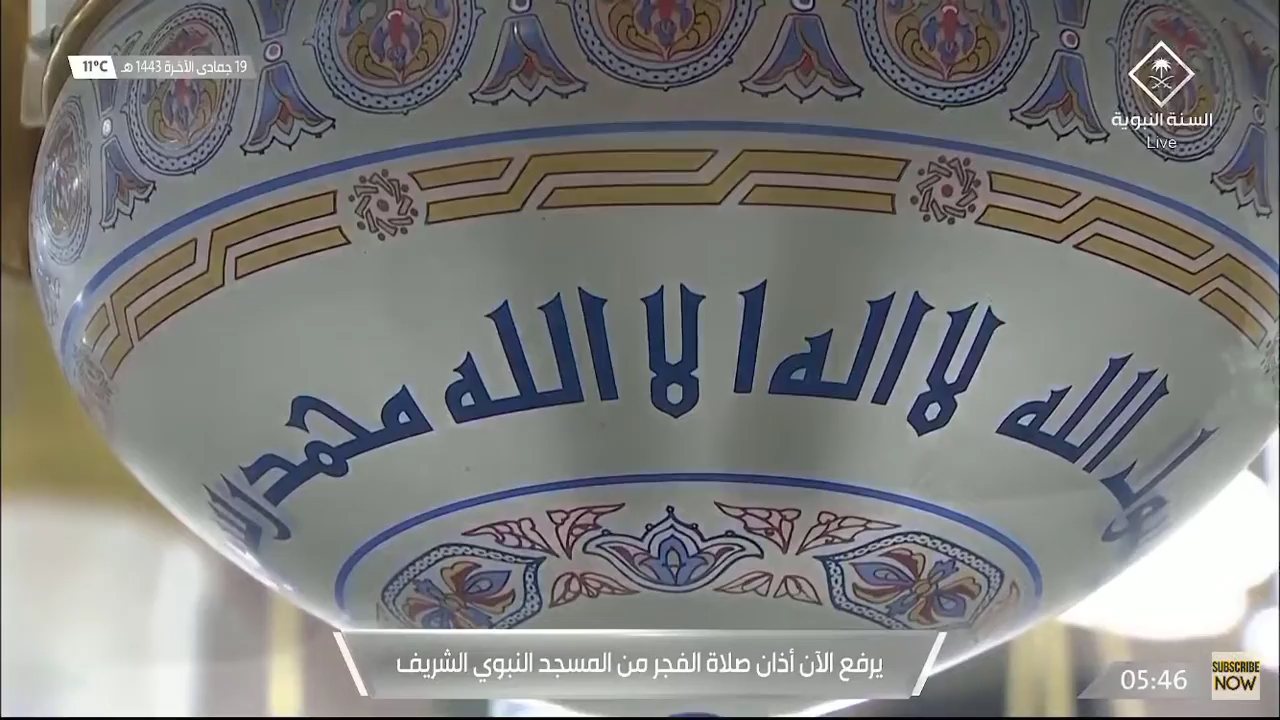 11°C
19 جمادى الآخرة 1443 هـ
السنة النبوية
Live
الله لا اله الا الله محمد
يرفع الآن أذان صلاة الفجر من المسجد النبوي الشريف
05:46
SUBSCRIBE
NOW